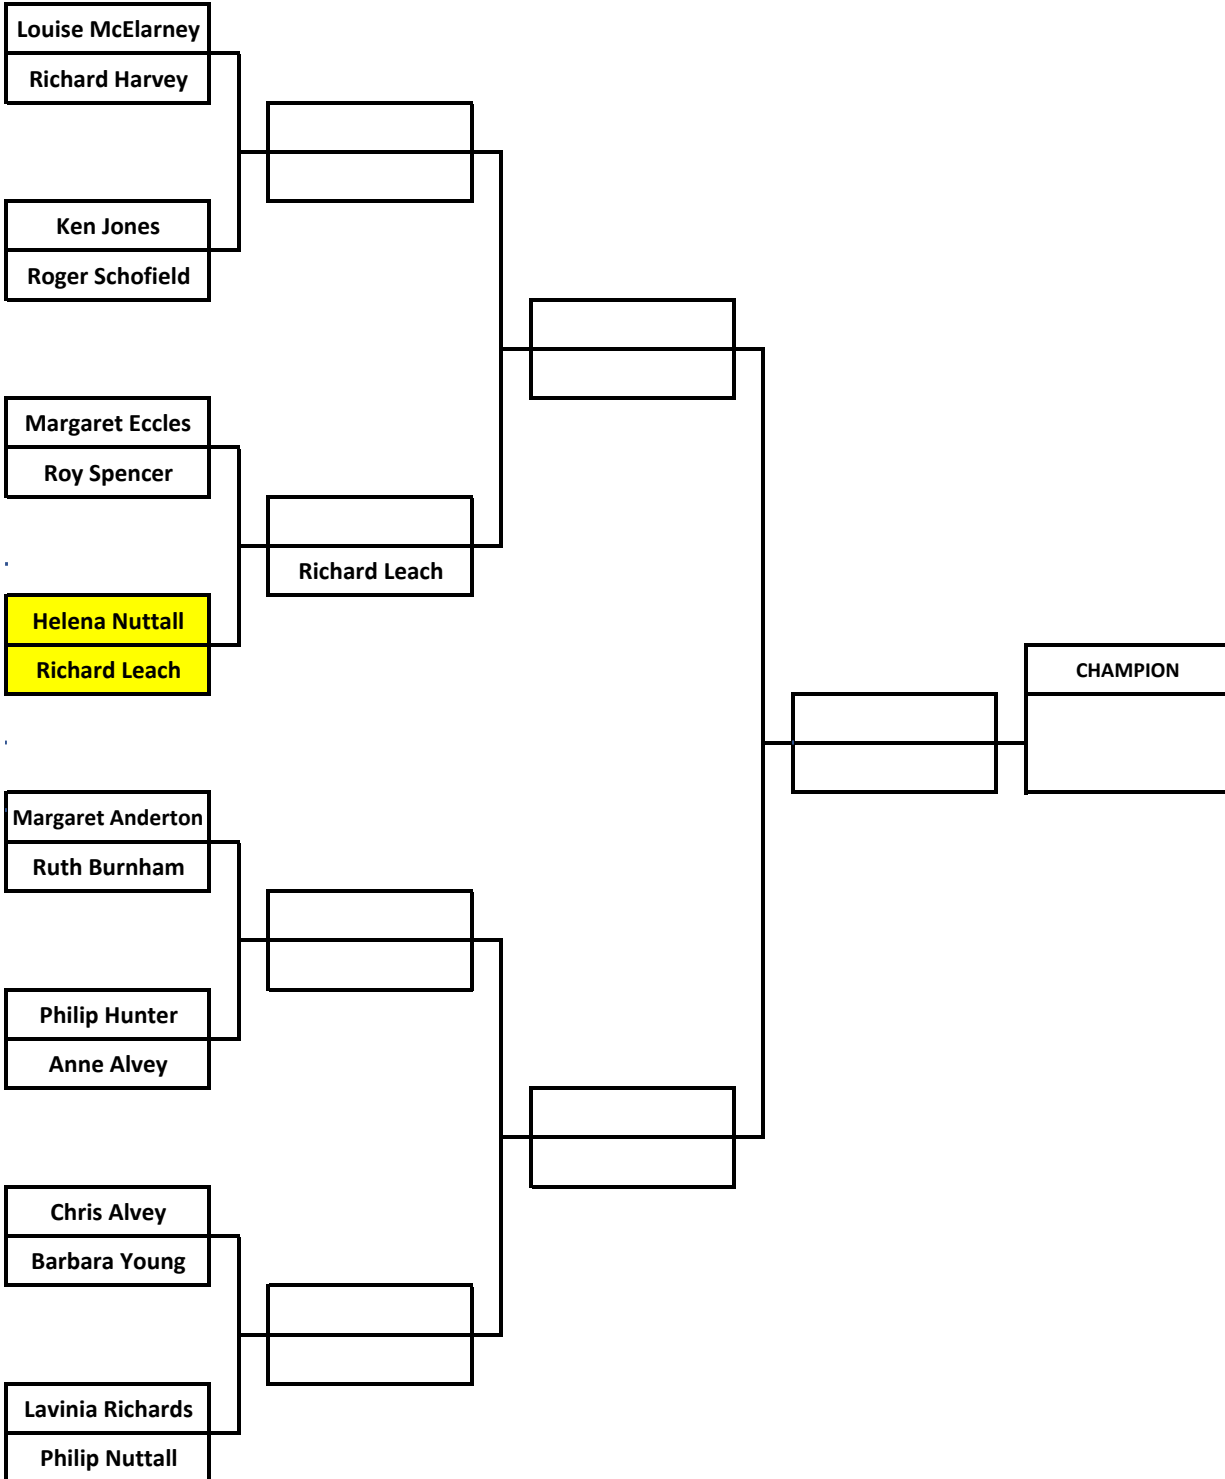 Louise McElarney
Richard Harvey
Ken Jones
Roger Schofield
Margaret Eccles
Roy Spencer
Richard Leach
Helena Nuttall
Richard Leach
CHAMPION
Margaret Anderton
Ruth Burnham
Philip Hunter
Anne Alvey
Chris Alvey
Barbara Young
Lavinia Richards
Philip Nuttall